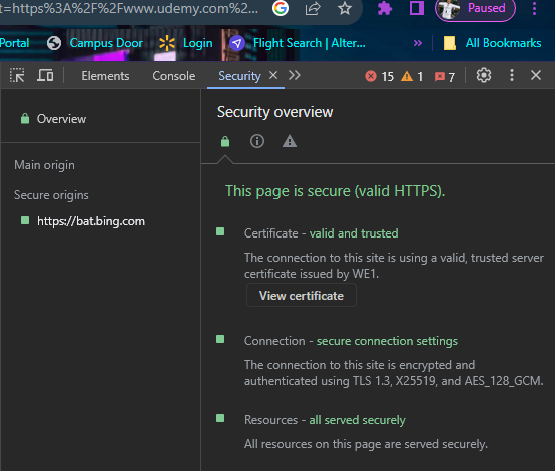 t=https%3A%2F%2Fwww.udemy.com%2...
Paused
Portal Campus Door Login Flight Search | Alter... » All Bookmarks
Elements Console Security × » 15 1 7
Overview
Main origin
Secure origins
https://bat.bing.com
Security overview
This page is secure (valid HTTPS).
Certificate - valid and trusted
The connection to this site is using a valid, trusted server
certificate issued by WE1.
View certificate
Connection - secure connection settings
The connection to this site is encrypted and
authenticated using TLS 1.3, X25519, and AES_128_GCM.
Resources - all served securely
All resources on this page are served securely.